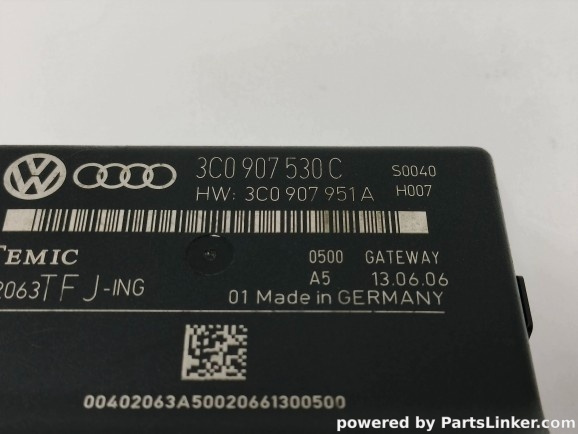 3C0 907 530 C S0040
HW: 3C0 907 951 A H007
TEMIC 0500 GATEWAY
2063TFJ-ING A5 13.06.06
01 Made in GERMANY
00402063A50020661300500
powered by PartsLinker.com